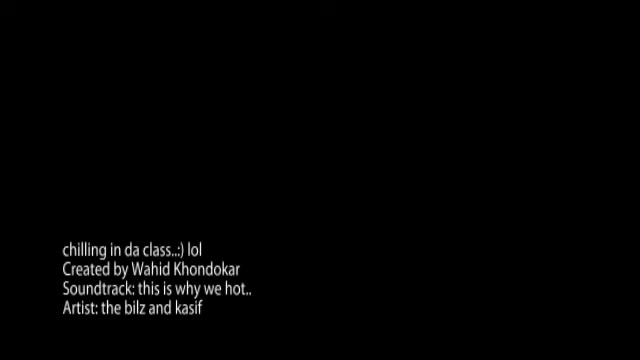 chilling in da class..:) lol
Created by Wahid Khondokar
Soundtrack: this is why we hot..
Artist: the bilz and kasif